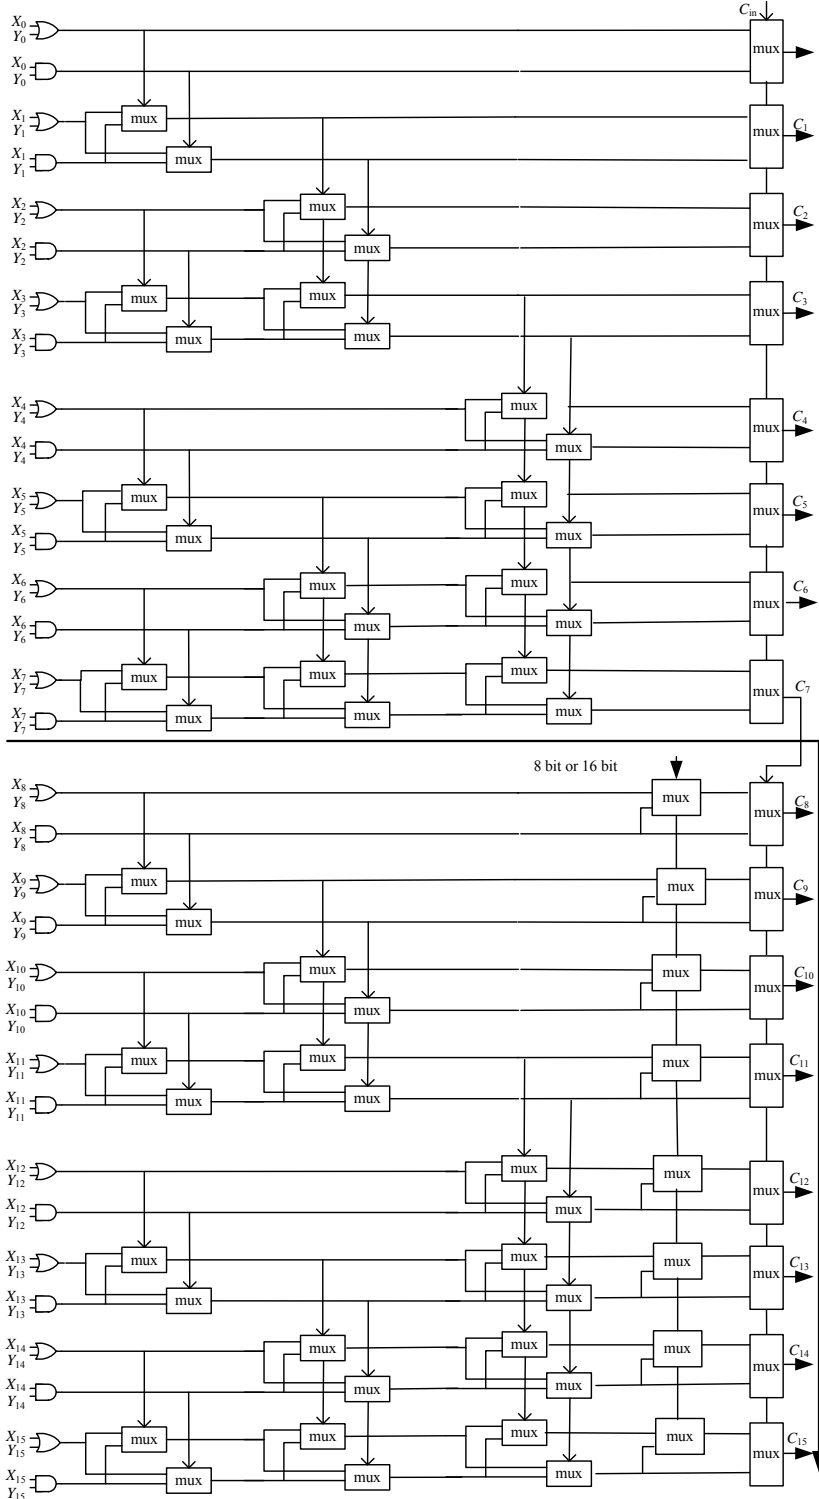 C_in
X_0
Y_0
mux
X_0
Y_0
X_1
Y_1
mux
mux
C_1
X_1
Y_1
mux
X_2
Y_2
mux
mux
C_2
X_2
Y_2
mux
X_3
Y_3
mux
mux
mux
C_3
X_3
Y_3
mux
mux
X_4
Y_4
mux
mux
C_4
X_4
Y_4
mux
X_5
Y_5
mux
mux
mux
C_5
X_5
Y_5
mux
mux
X_6
Y_6
mux
mux
mux
C_6
X_6
Y_6
mux
mux
X_7
Y_7
mux
mux
mux
mux
C_7
X_7
Y_7
mux
mux
mux
8 bit or 16 bit
X_8
Y_8
mux
mux
C_8
X_8
Y_8
X_9
Y_9
mux
mux
mux
C_9
X_9
Y_9
mux
X_10
Y_10
mux
mux
mux
C_10
X_10
Y_10
mux
X_11
Y_11
mux
mux
mux
mux
C_11
X_11
Y_11
mux
mux
X_12
Y_12
mux
mux
mux
C_12
X_12
Y_12
mux
X_13
Y_13
mux
mux
mux
mux
C_13
X_13
Y_13
mux
mux
X_14
Y_14
mux
mux
mux
mux
C_14
X_14
Y_14
mux
mux
X_15
Y_15
mux
mux
mux
mux
mux
C_15
X_15
Y_15
mux
mux
mux